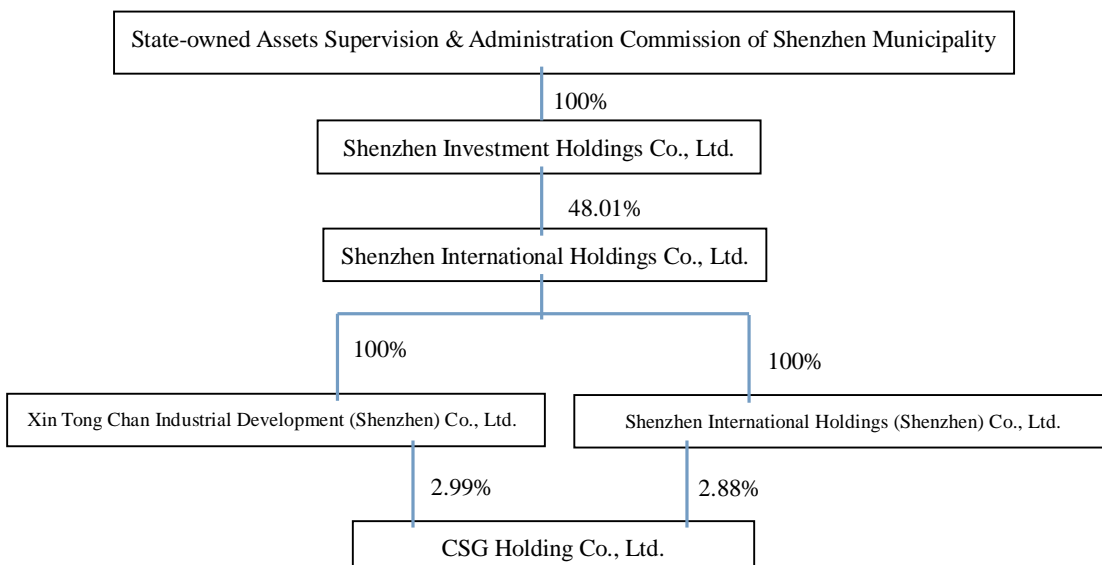 State-owned Assets Supervision & Administration Commission of Shenzhen Municipality
100%
Shenzhen Investment Holdings Co., Ltd.
48.01%
Shenzhen International Holdings Co., Ltd.
100%
100%
Xin Tong Chan Industrial Development (Shenzhen) Co., Ltd.
Shenzhen International Holdings (Shenzhen) Co., Ltd.
2.99%
2.88%
CSG Holding Co., Ltd.